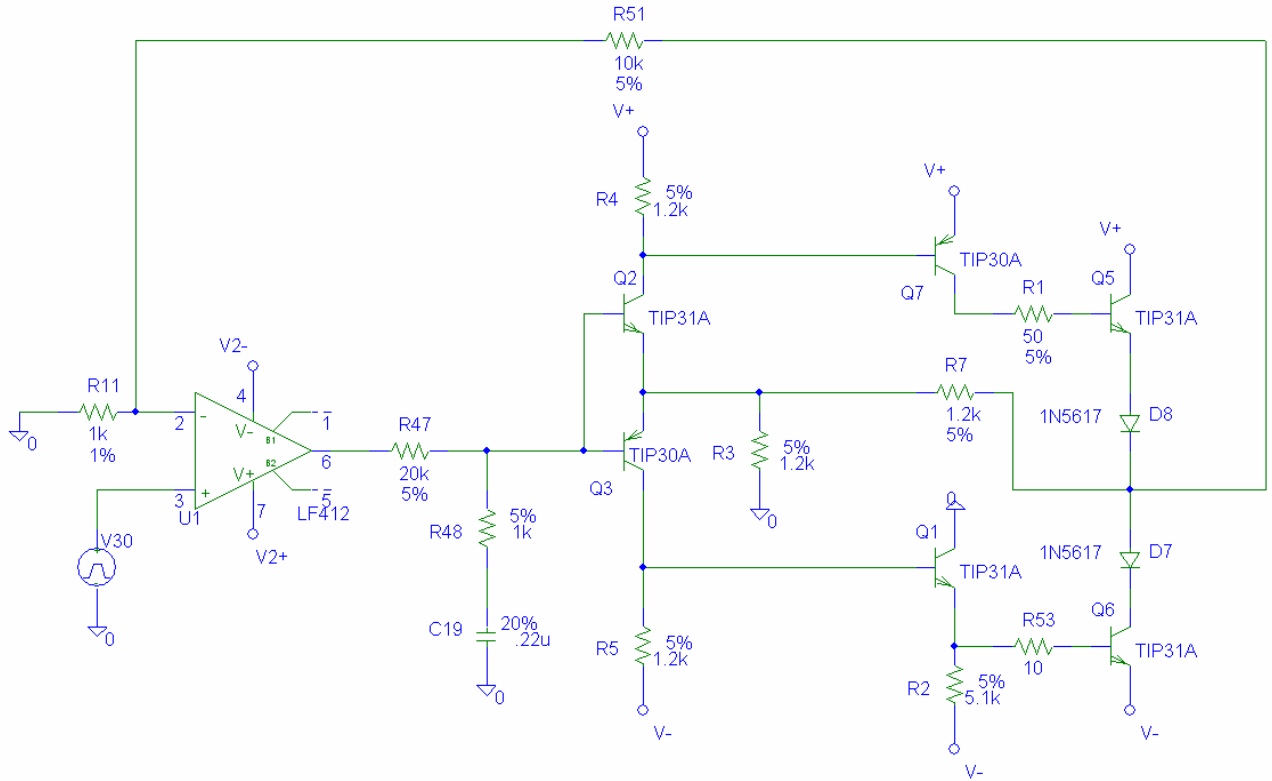 R51
10k
5%
V+
R4
5%
1.2k
V+
TIP30A
Q7
V+
Q5
TIP31A
R1
50
5%
Q2
TIP31A
V2-
4
R11
1k
1%
0
2
-
V-
B1
1
6
B2
V+
5
3
+
U1
7
LF412
V2+
V30
0
R47
20k
5%
R48
5%
1k
C19
20%
.22u
0
TIP30A
Q3
R3
5%
1.2k
0
R7
1.2k
5%
1N5617
D8
0
Q1
TIP31A
1N5617
D7
Q6
TIP31A
R53
10
R5
5%
1.2k
V-
R2
5%
5.1k
V-
V-